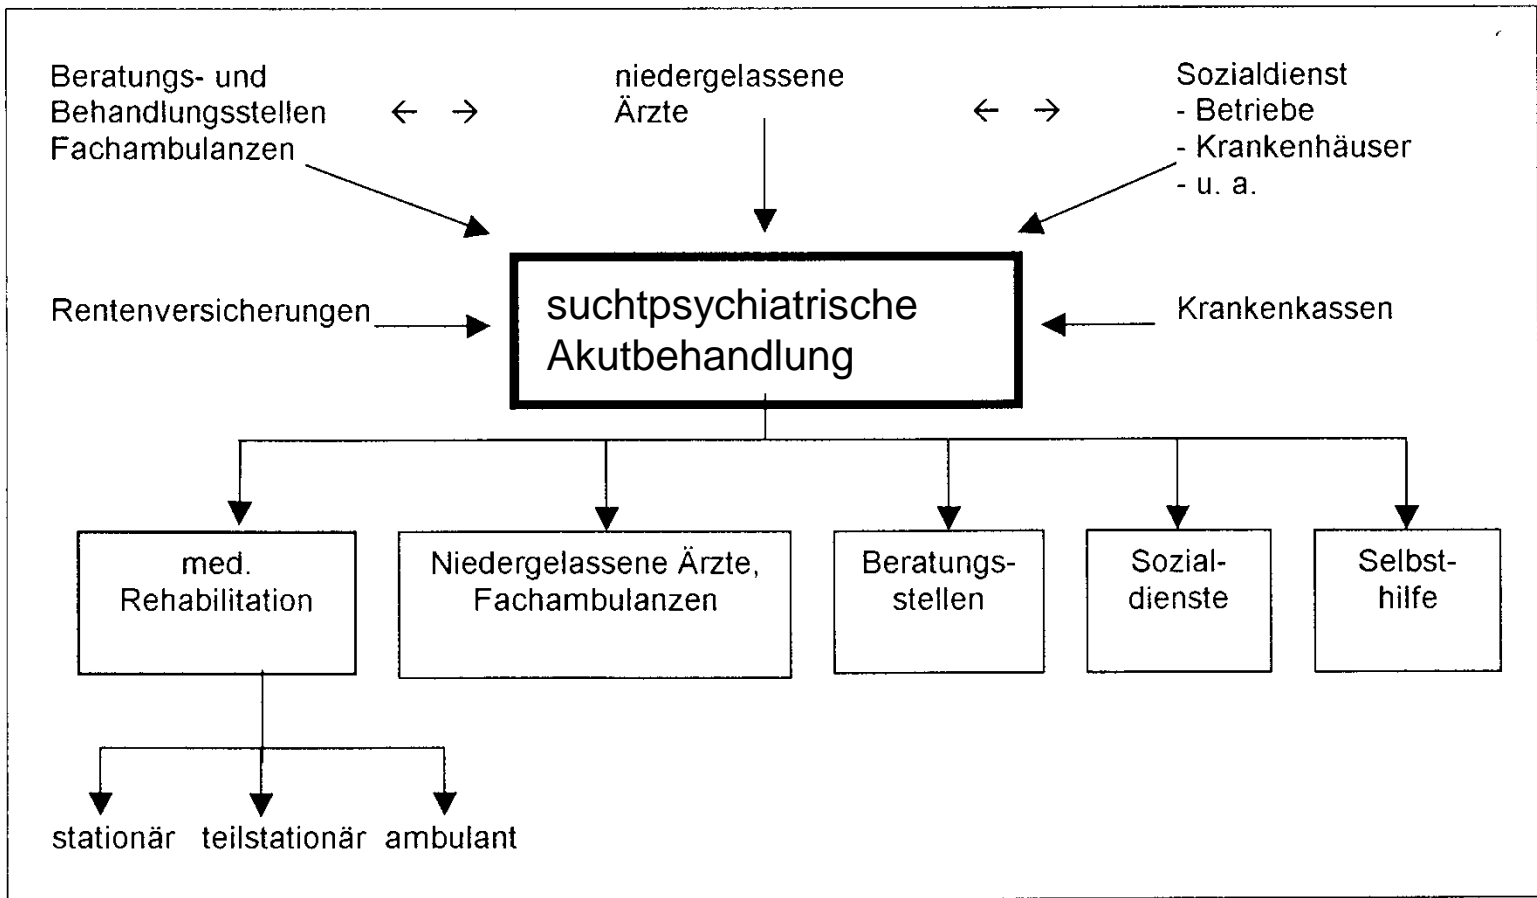 Beratungs- und
Behandlungsstellen
Fachambulanzen
← →
niedergelassene
Ärzte
← →
Sozialdienst
- Betriebe
- Krankenhäuser
- u. a.
Rentenversicherungen
suchtpsychiatrische
Akutbehandlung
Krankenkassen
med.
Rehabilitation
Niedergelassene Ärzte,
Fachambulanzen
Beratungs-
stellen
Sozial-
dienste
Selbst-
hilfe
stationär teilstationär ambulant